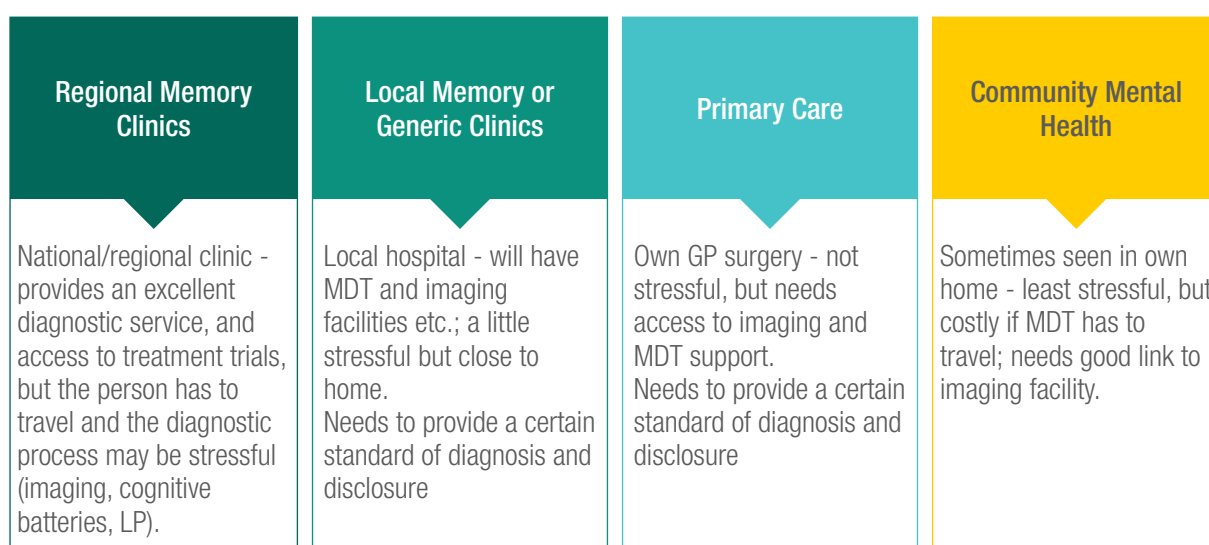 Regional Memory
Clinics
National/regional clinic -
provides an excellent
diagnostic service, and
access to treatment trials,
but the person has to
travel and the diagnostic
process may be stressful
(imaging, cognitive
batteries, LP).
Local Memory or
Generic Clinics
Local hospital - will have
MDT and imaging
facilities etc.; a little
stressful but close to
home.
Needs to provide a certain
standard of diagnosis and
disclosure
Primary Care
Own GP surgery - not
stressful, but needs
access to imaging and
MDT support.
Needs to provide a certain
standard of diagnosis and
disclosure
Community Mental
Health
Sometimes seen in own
home - least stressful, but
costly if MDT has to
travel; needs good link to
imaging facility.